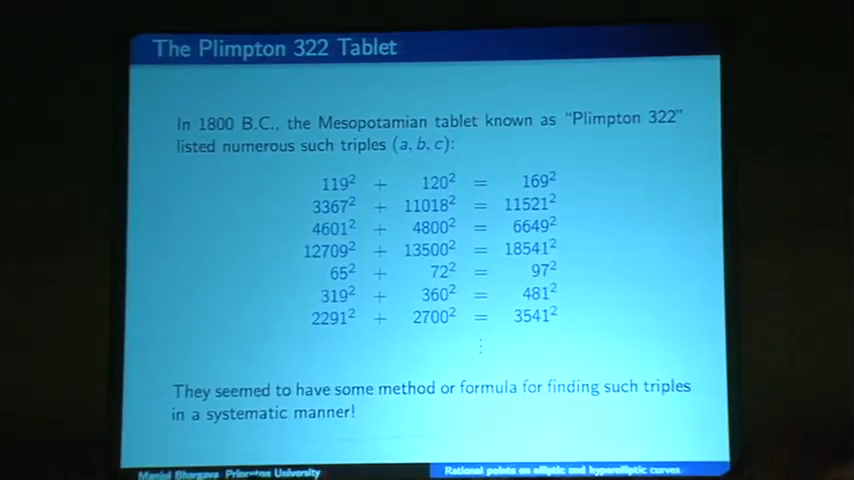 The Plimpton 322 Tablet
In 1800 B.C., the Mesopotamian tablet known as "Plimpton 322"
listed numerous such triples (a, b, c):
119² + 120² = 169²
3367² + 11018² = 11521²
4601² + 4800² = 6649²
12709² + 13500² = 18541²
65² + 72² = 97²
319² + 360² = 481²
2291² + 2700² = 3541²
⋮
They seemed to have some method or formula for finding such triples
in a systematic manner!
Manjul Bhargava, Princeton University
Rational points on elliptic and hyperelliptic curves